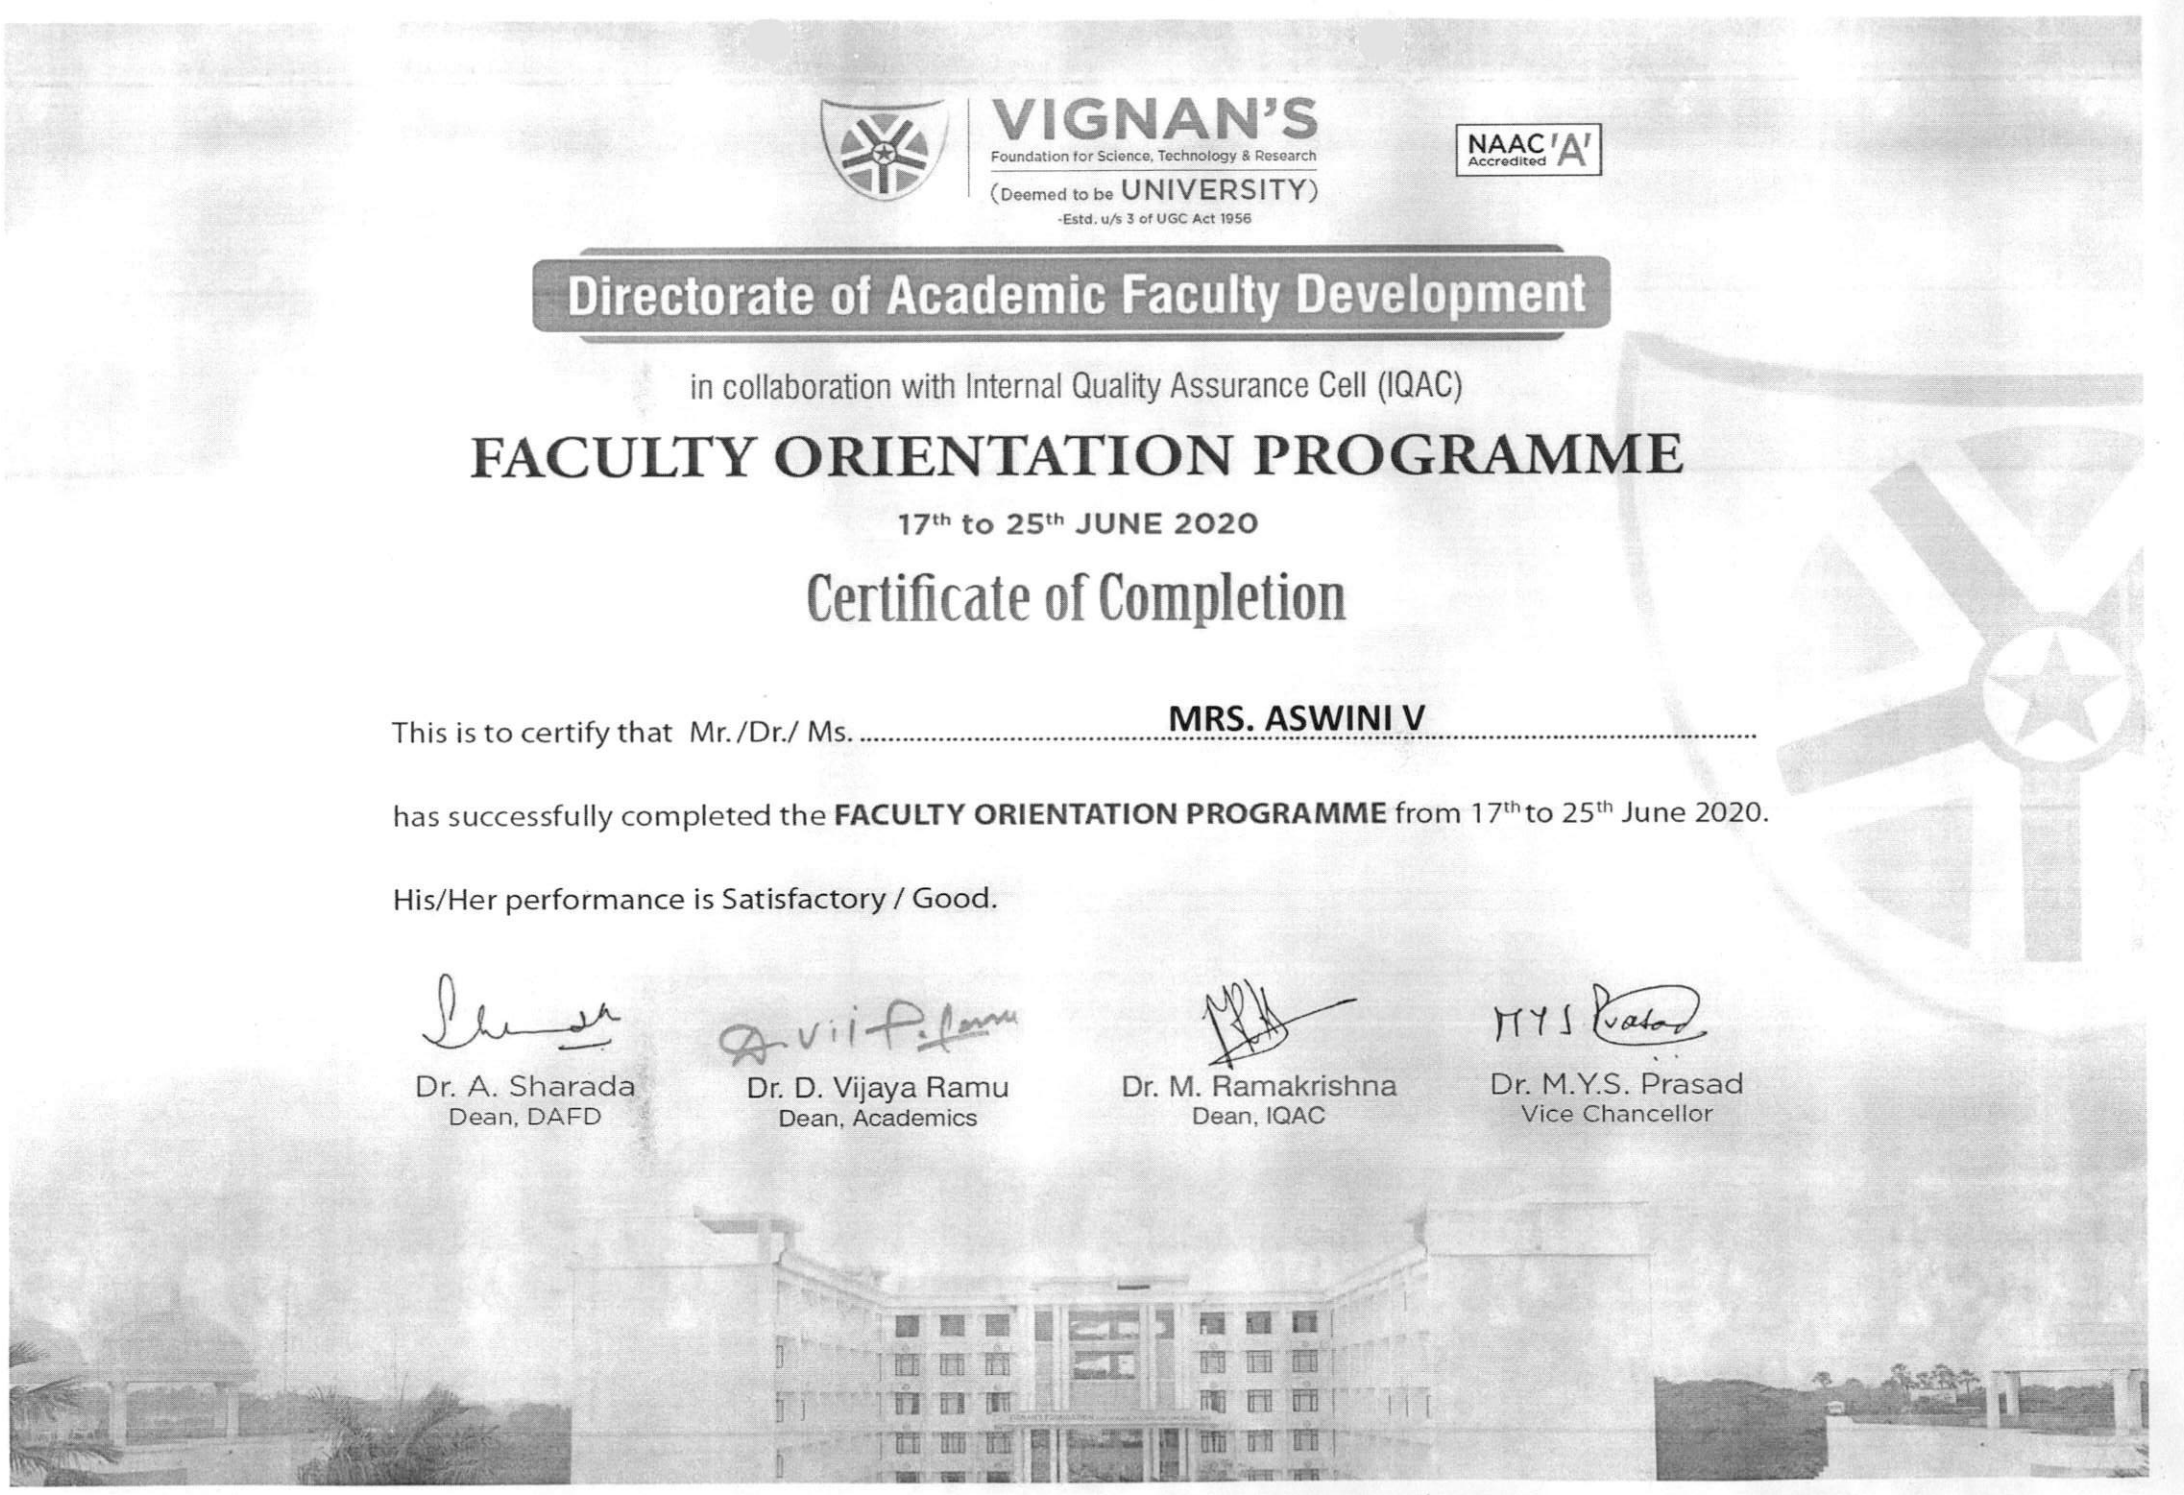 VIGNAN'S
Foundation for Science, Technology & Research
(Deemed to be UNIVERSITY)
-Estd. u/s 3 of UGC Act 1956
NAAC 'A'
Accredited
Directorate of Academic Faculty Development
in collaboration with Internal Quality Assurance Cell (IQAC)
FACULTY ORIENTATION PROGRAMME
17th to 25th JUNE 2020
Certificate of Completion
This is to certify that Mr./Dr./ Ms. MRS. ASWINI V
has successfully completed the FACULTY ORIENTATION PROGRAMME from 17th to 25th June 2020.
His/Her performance is Satisfactory / Good.
MYS Prasad
Dr. A. Sharada
Dean, DAFD
Dr. D. Vijaya Ramu
Dean, Academics
Dr. M. Ramakrishna
Dean, IQAC
Dr. M.Y.S. Prasad
Vice Chancellor